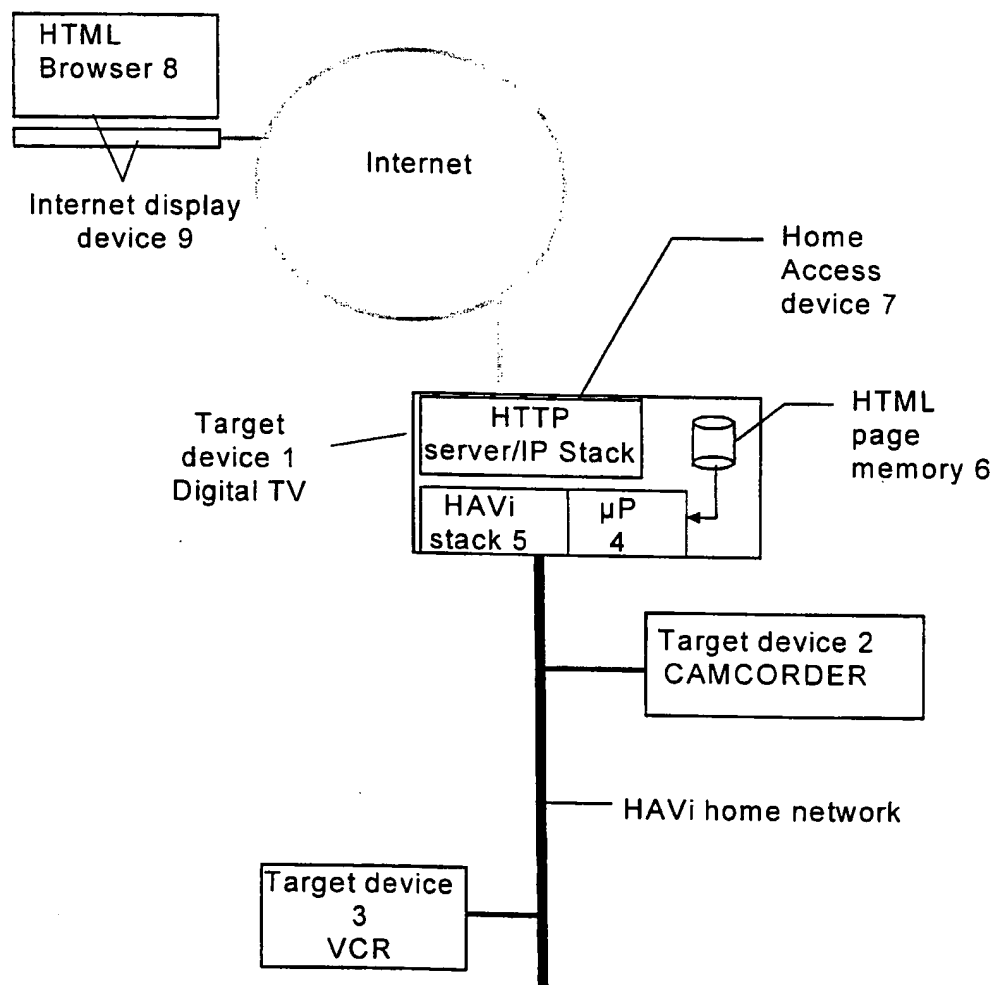 HTML
Browser 8
Internet
Internet display
device 9
Home
Access
device 7
Target
device 1
Digital TV
HTTP
server/IP Stack
HTML
page
memory 6
HAVi
stack 5
µP
4
Target device 2
CAMCORDER
HAVi home network
Target device
3
VCR